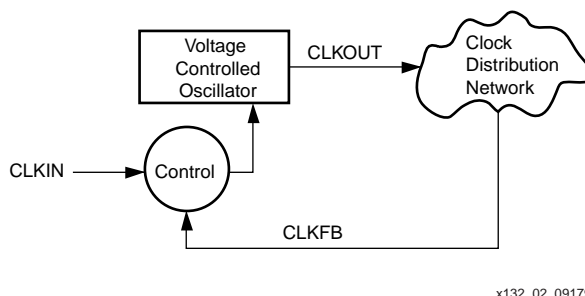 Voltage
Controlled
Oscillator
CLKOUT
Clock
Distribution
Network
CLKIN
Control
CLKFB